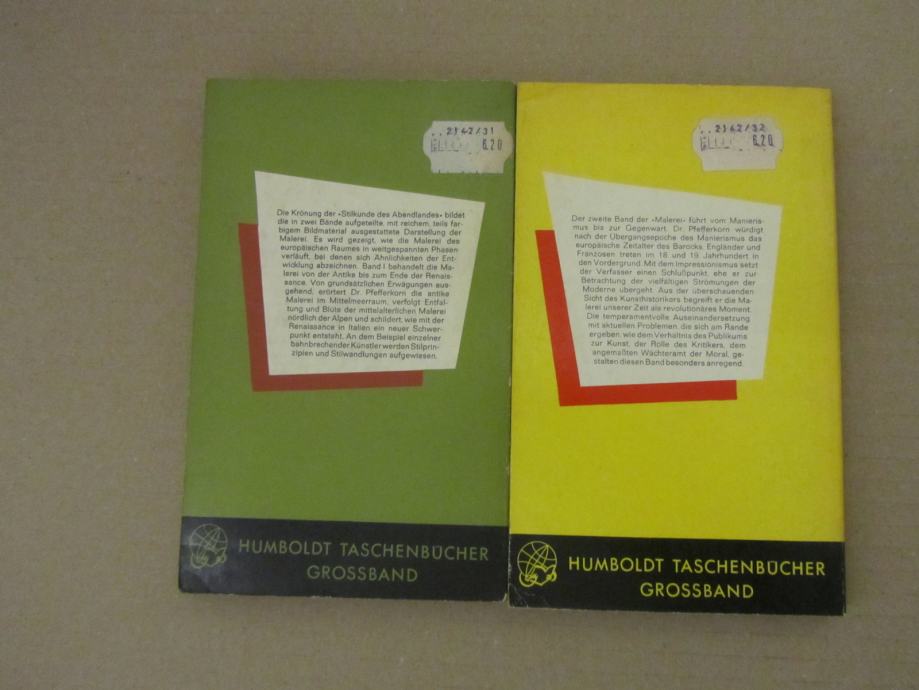 2142/31
6.20
Die Krönung der «Stilkunde des Abendlandes» bildet
die in zwei Bände aufgeteilte, mit reichem, teils far-
bigem Bildmaterial ausgestattete Darstellung der
Malerei. Es wird gezeigt, wie die Malerei des
europäischen Raumes in weitgespannten Phasen
verläuft, bei denen sich Ähnlichkeiten der Ent-
wicklung abzeichnen. Band I behandelt die Ma-
lerei von der Antike bis zum Ende der Renais-
sance. Von grundsätzlichen Erwägungen aus-
gehend, erörtert Dr. Pfefferkorn die antike
Malerei im Mittelmeerraum, verfolgt Entfal-
tung und Blüte der mittelalterlichen Malerei
nördlich der Alpen und schildert, wie mit der
Renaissance in Italien ein neuer Schwer-
punkt entsteht. An dem Beispiel einzelner
bahnbrechender Künstler werden Stilprin-
zipien und Stilwandlungen aufgewiesen.
HUMBOLDT TASCHENBÜCHER
GROSSBAND
2142/32
6.20
Der zweite Band der «Malerei» führt vom Manieris-
mus bis zur Gegenwart. Dr. Pfefferkorn würdigt
nach der Übergangsepoche des Manierismus das
europäische Zeitalter des Barocks. Engländer und
Franzosen treten im 18. und 19. Jahrhundert in
den Vordergrund. Mit dem Impressionismus setzt
der Verfasser einen Schlußpunkt, ehe er zur
Betrachtung der vielfältigen Strömungen der
Moderne übergeht. Aus der überschauenden
Sicht des Kunsthistorikers begreift er die Ma-
lerei unserer Zeit als revolutionäres Moment.
Die temperamentvolle Auseinandersetzung
mit aktuellen Problemen, die sich am Rande
ergeben, wie dem Verhältnis des Publikums
zur Kunst, der Rolle des Kritikers, dem
angemaßten Wächteramt der Moral, ge-
stalten diesen Band besonders anregend.
HUMBOLDT TASCHENBÜCHER
GROSSBAND